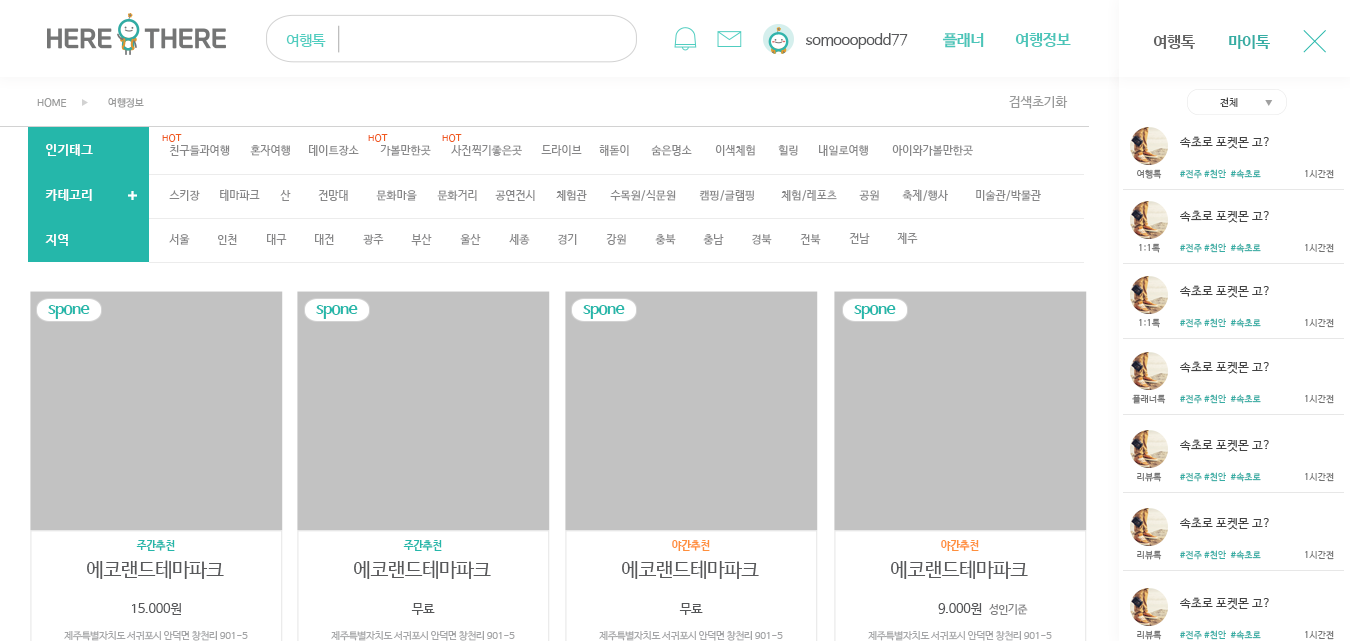 HERE THERE
여행톡
somooopodd77
플래너
여행정보
여행톡
마이톡
HOME
여행정보
검색초기화
전체
인기태그
HOT
친구들과여행
혼자여행
데이트장소
HOT
가볼만한곳
HOT
사진찍기좋은곳
드라이브
해돋이
숨은명소
이색체험
힐링
내일로여행
아이와가볼만한곳
카테고리
스키장
테마파크
산
전망대
문화마을
문화거리
공연전시
체험관
수목원/식문원
캠핑/글램핑
체험/레포츠
공원
축제/행사
미술관/박물관
지역
서울
인천
대구
대전
광주
부산
울산
세종
경기
강원
충북
충남
경북
전북
전남
제주
spone
주간추천
에코랜드테마파크
15.000원
제주특별자치도 서귀포시 안덕면 창천리 901-5
spone
주간추천
에코랜드테마파크
무료
제주특별자치도 서귀포시 안덕면 창천리 901-5
spone
야간추천
에코랜드테마파크
무료
제주특별자치도 서귀포시 안덕면 창천리 901-5
spone
야간추천
에코랜드테마파크
9.000원 성인기준
제주특별자치도 서귀포시 안덕면 창천리 901-5
속초로 포켓몬 고?
여행톡 #전주 #천안 #속초로 1시간전
속초로 포켓몬 고?
1:1톡 #전주 #천안 #속초로 1시간전
속초로 포켓몬 고?
1:1톡 #전주 #천안 #속초로 1시간전
속초로 포켓몬 고?
플래너톡 #전주 #천안 #속초로 1시간전
속초로 포켓몬 고?
리뷰톡 #전주 #천안 #속초로 1시간전
속초로 포켓몬 고?
리뷰톡 #전주 #천안 #속초로 1시간전
속초로 포켓몬 고?
리뷰톡 #전주 #천안 #속초로 1시간전